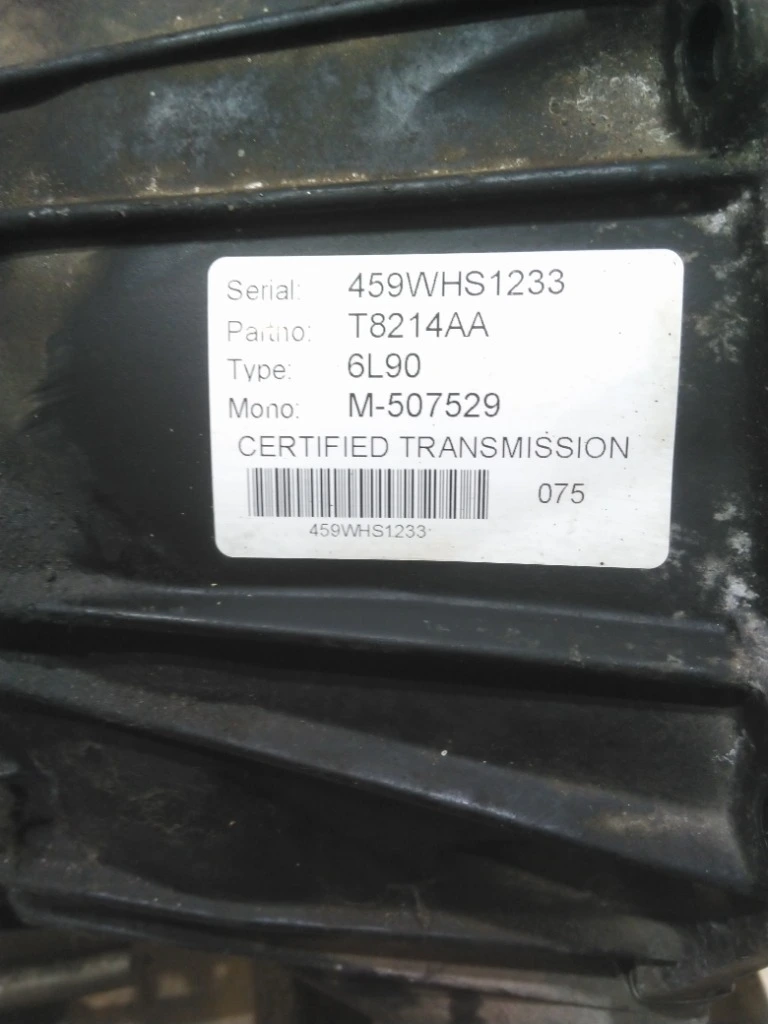 Serial: 459WHS1233
Partno: T8214AA
Type: 6L90
Mono: M-507529
CERTIFIED TRANSMISSION
075
459WHS1233